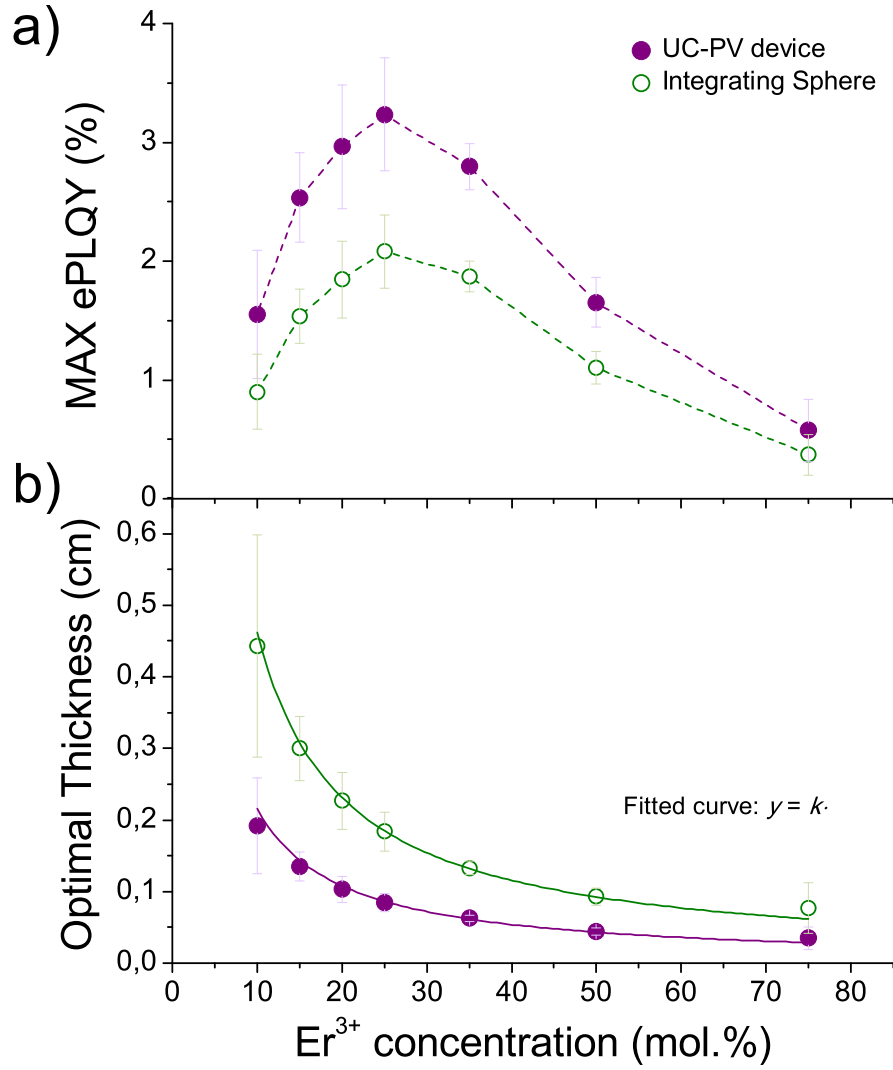 a)
4
3
2
1
0
MAX ePLQY (%)
UC-PV device
Integrating Sphere
b)
0,6
0,5
0,4
0,3
0,2
0,1
0,0
Optimal Thickness (cm)
Fitted curve: y = k·
0 10 20 30 40 50 60 70 80
Er³⁺ concentration (mol.%)